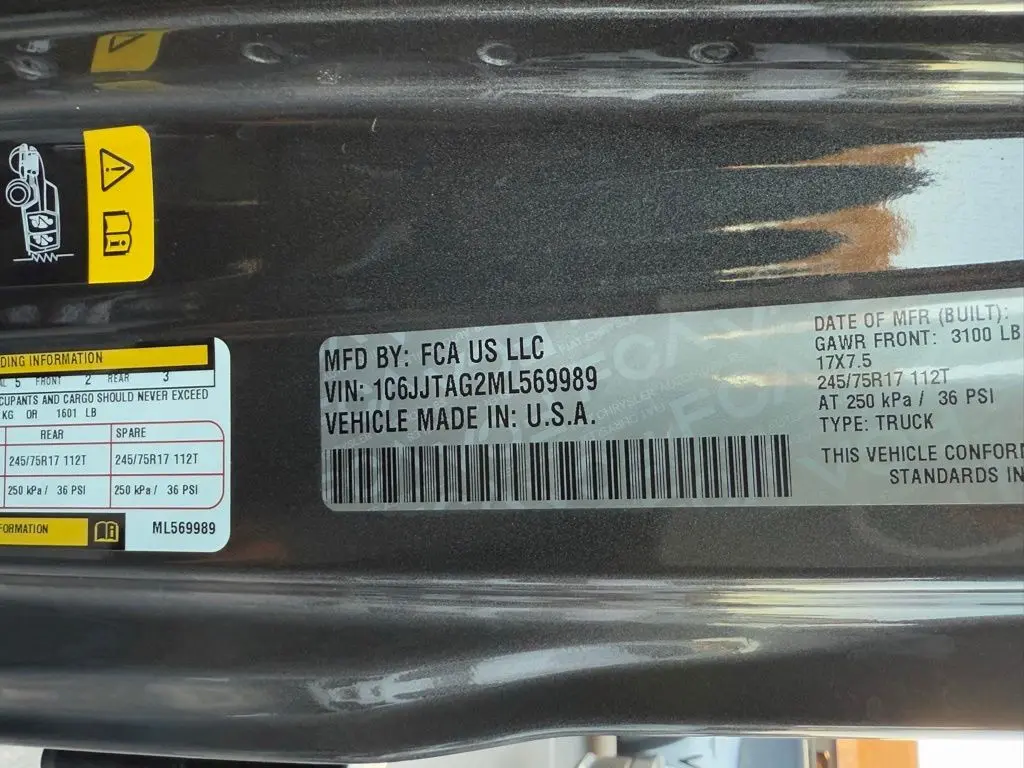 DING INFORMATION
AL 5 FRONT 2 REAR 3
CUPANTS AND CARGO SHOULD NEVER EXCEED
KG OR 1601 LB
REAR SPARE
245/75R17 112T 245/75R17 112T
250 kPa / 36 PSI 250 kPa / 36 PSI
FORMATION
ML569989
MFD BY: FCA US LLC
VIN: 1C6JJTAG2ML569989
VEHICLE MADE IN: U.S.A.
DATE OF MFR (BUILT):
GAWR FRONT: 3100 LB
17X7.5
245/75R17 112T
AT 250 kPa / 36 PSI
TYPE: TRUCK
THIS VEHICLE CONFOR
STANDARDS IN